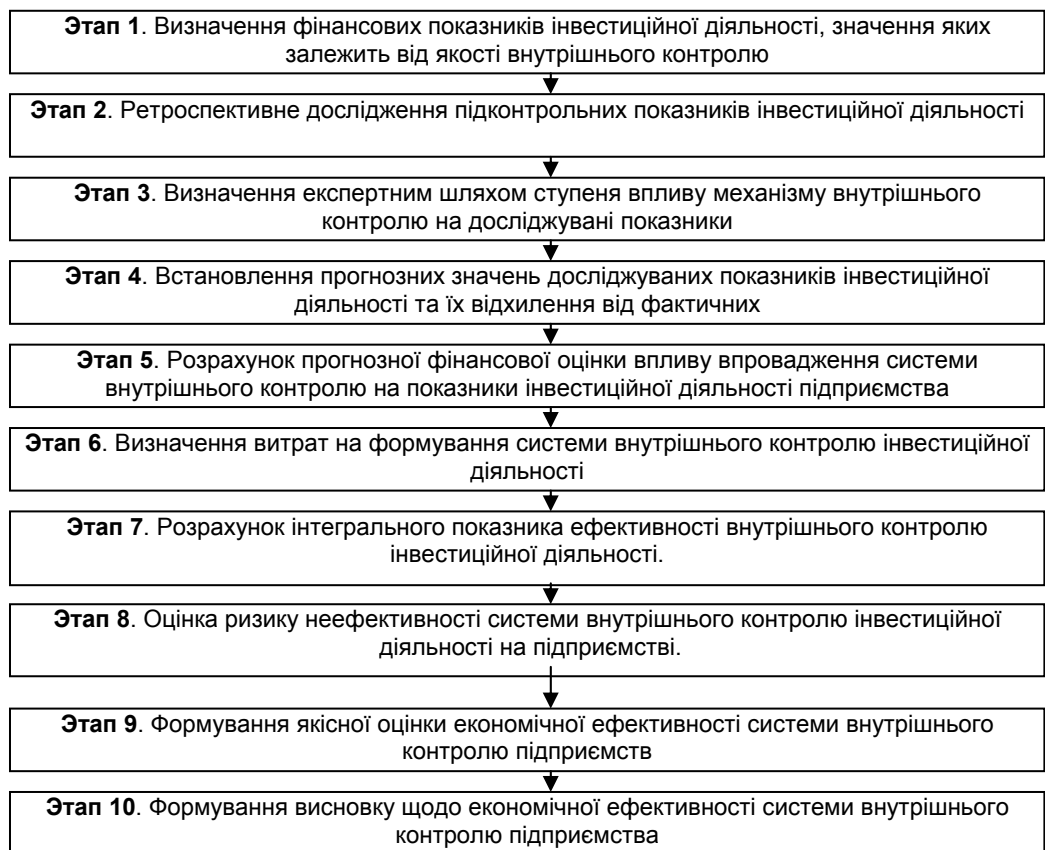 Этап 1. Визначення фінансових показників інвестиційної діяльності, значення яких
залежить від якості внутрішнього контролю
Этап 2. Ретроспективне дослідження підконтрольних показників інвестиційної діяльності
Этап 3. Визначення експертним шляхом ступеня впливу механізму внутрішнього
контролю на досліджувані показники
Этап 4. Встановлення прогнозних значень досліджуваних показників інвестиційної
діяльності та їх відхилення від фактичних
Этап 5. Розрахунок прогнозної фінансової оцінки впливу впровадження системи
внутрішнього контролю на показники інвестиційної діяльності підприємства
Этап 6. Визначення витрат на формування системи внутрішнього контролю інвестиційної
діяльності
Этап 7. Розрахунок інтегрального показника ефективності внутрішнього контролю
інвестиційної діяльності.
Этап 8. Оцінка ризику неефективності системи внутрішнього контролю інвестиційної
діяльності на підприємстві.
Этап 9. Формування якісної оцінки економічної ефективності системи внутрішнього
контролю підприємств
Этап 10. Формування висновку щодо економічної ефективності системи внутрішнього
контролю підприємства